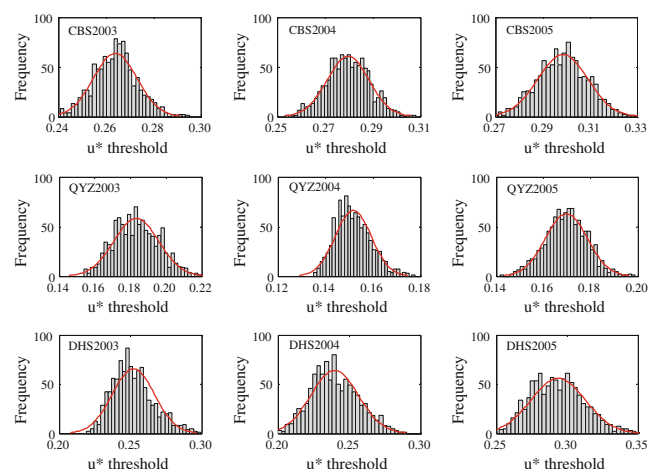 CBS2003
Frequency
100
50
0
0.24 0.26 0.28 0.30
u* threshold
CBS2004
Frequency
100
50
0
0.25 0.27 0.29 0.31
u* threshold
CBS2005
Frequency
100
50
0
0.27 0.29 0.31 0.33
u* threshold
QYZ2003
Frequency
100
50
0
0.14 0.16 0.18 0.20 0.22
u* threshold
QYZ2004
Frequency
100
50
0
0.12 0.14 0.16 0.18
u* threshold
QYZ2005
Frequency
100
50
0
0.14 0.16 0.18 0.20
u* threshold
DHS2003
Frequency
100
50
0
0.20 0.25 0.30
u* threshold
DHS2004
Frequency
100
50
0
0.20 0.25 0.30
u* threshold
DHS2005
Frequency
100
50
0
0.25 0.30 0.35
u* threshold